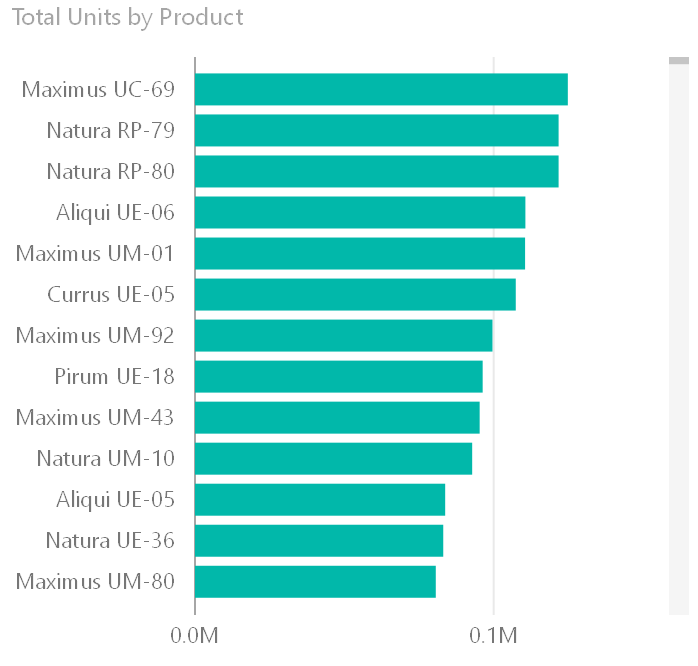 Total Units by Product
Maximus UC-69
Natura RP-79
Natura RP-80
Aliqui UE-06
Maximus UM-01
Currus UE-05
Maximus UM-92
Pirum UE-18
Maximus UM-43
Natura UM-10
Aliqui UE-05
Natura UE-36
Maximus UM-80
0.0M 0.1M